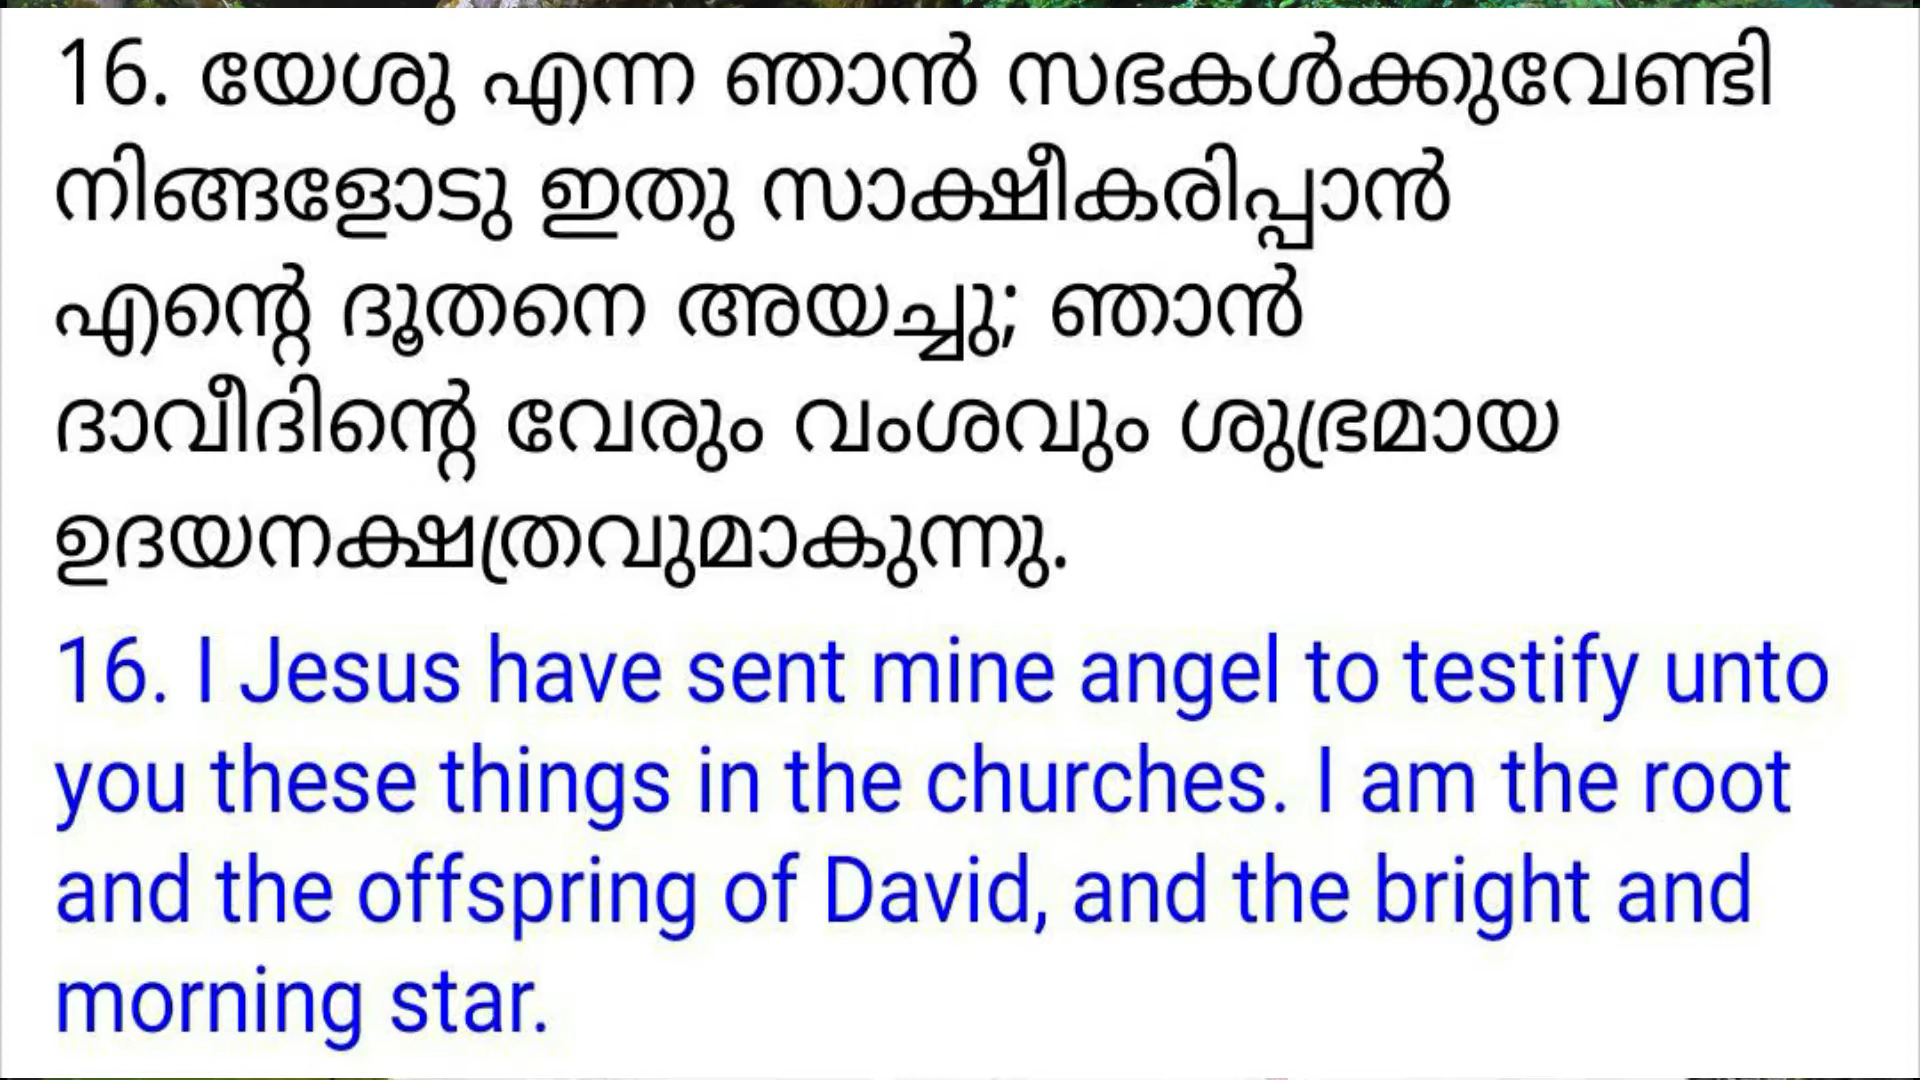 16. യേശു എന്ന ഞാൻ സഭകൾക്കുവേണ്ടി
നിങ്ങളോടു ഇതു സാക്ഷീകരിപ്പാൻ
എന്റെ ദൂതനെ അയച്ചു; ഞാൻ
ദാവീദിന്റെ വേരും വംശവും ശുഭ്രമായ
ഉദയനക്ഷത്രവുമാകുന്നു.
16. I Jesus have sent mine angel to testify unto
you these things in the churches. I am the root
and the offspring of David, and the bright and
morning star.